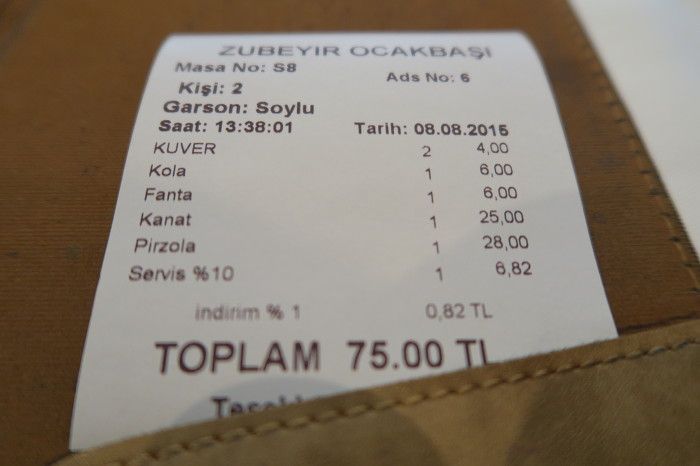 ZUBEYIR OCAKBAŞI
Masa No: S8 Ads No: 6
Kişi: 2
Garson: Soylu
Saat: 13:38:01 Tarih: 08.08.2015
KUVER 2 4,00
Kola 1 6,00
Fanta 1 6,00
Kanat 1 25,00
Pirzola 1 28,00
Servis %10 1 6,82
indirim % 1 0,82 TL
TOPLAM 75.00 TL